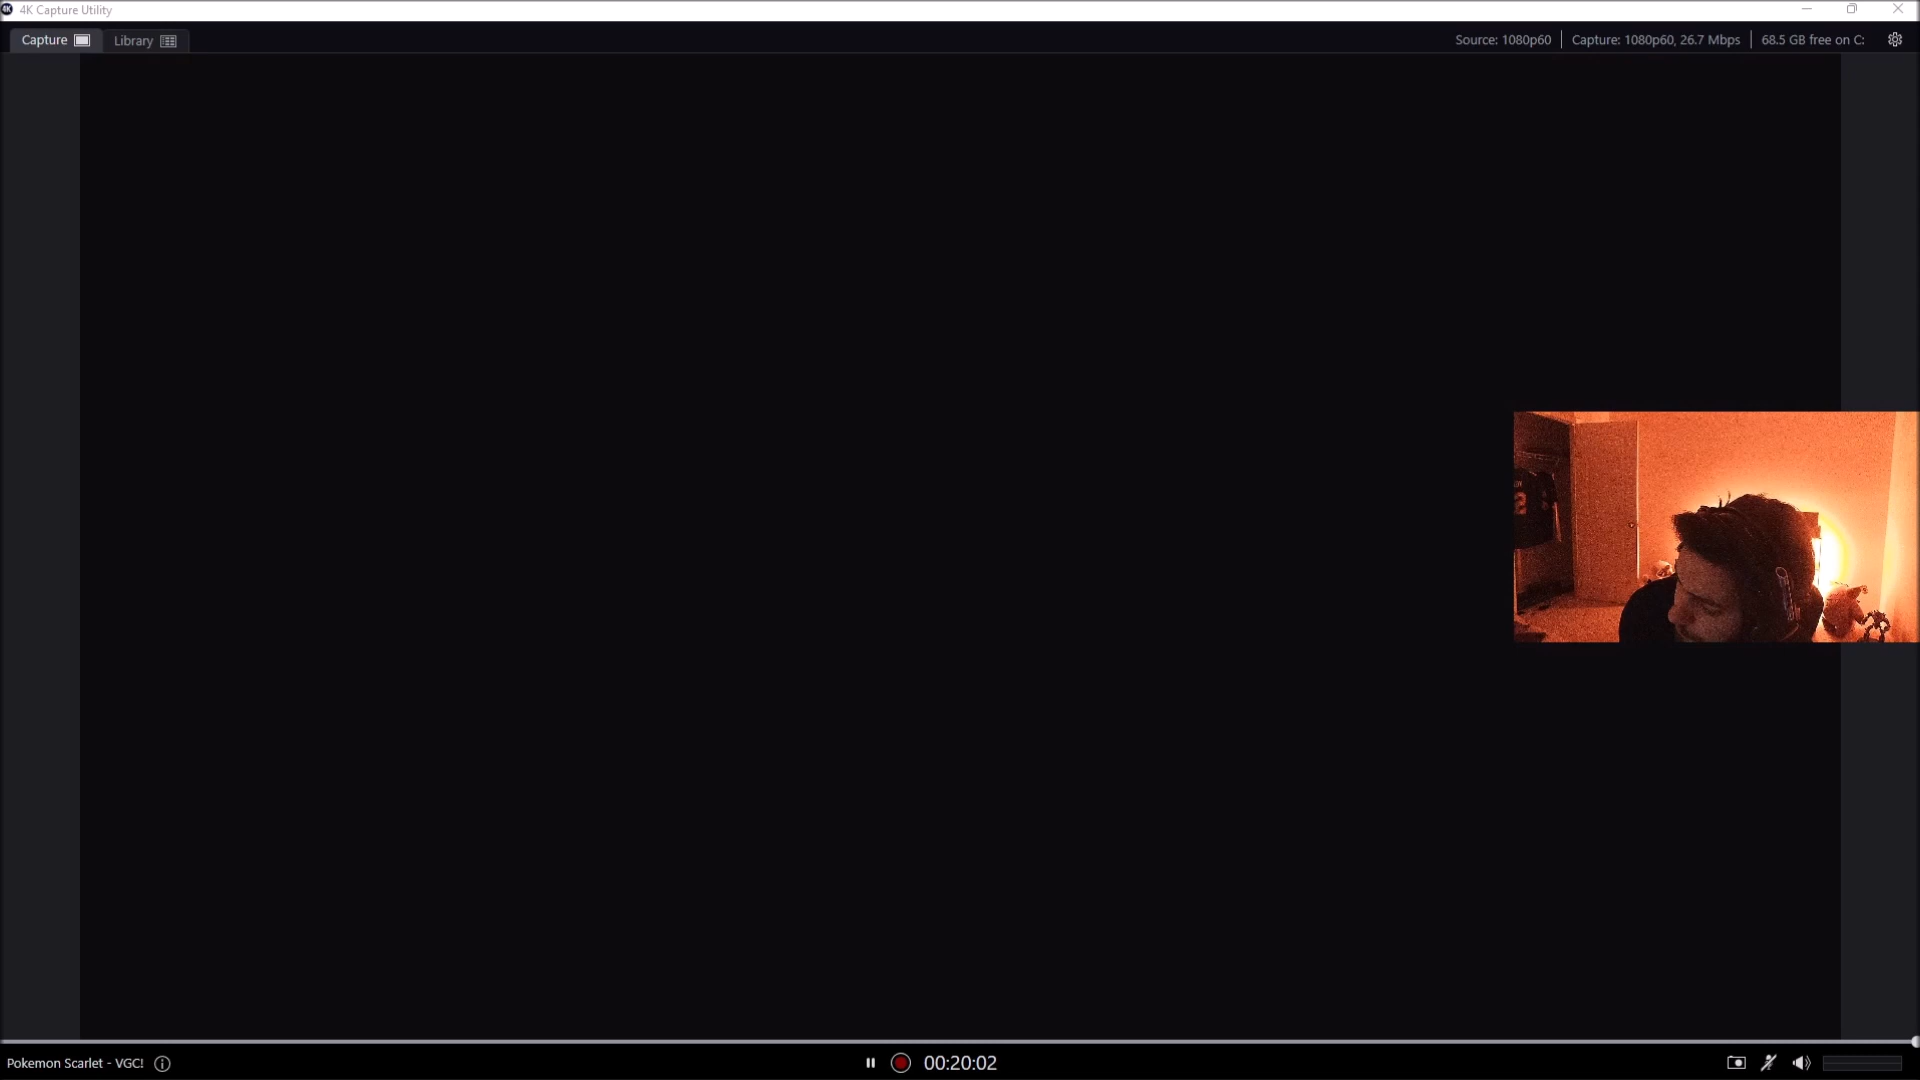 4K Capture Utility
Capture
Library
Source: 1080p60
Capture: 1080p60, 26.7 Mbps
68.5 GB free on C:
Pokemon Scarlet - VGC!
00:20:02